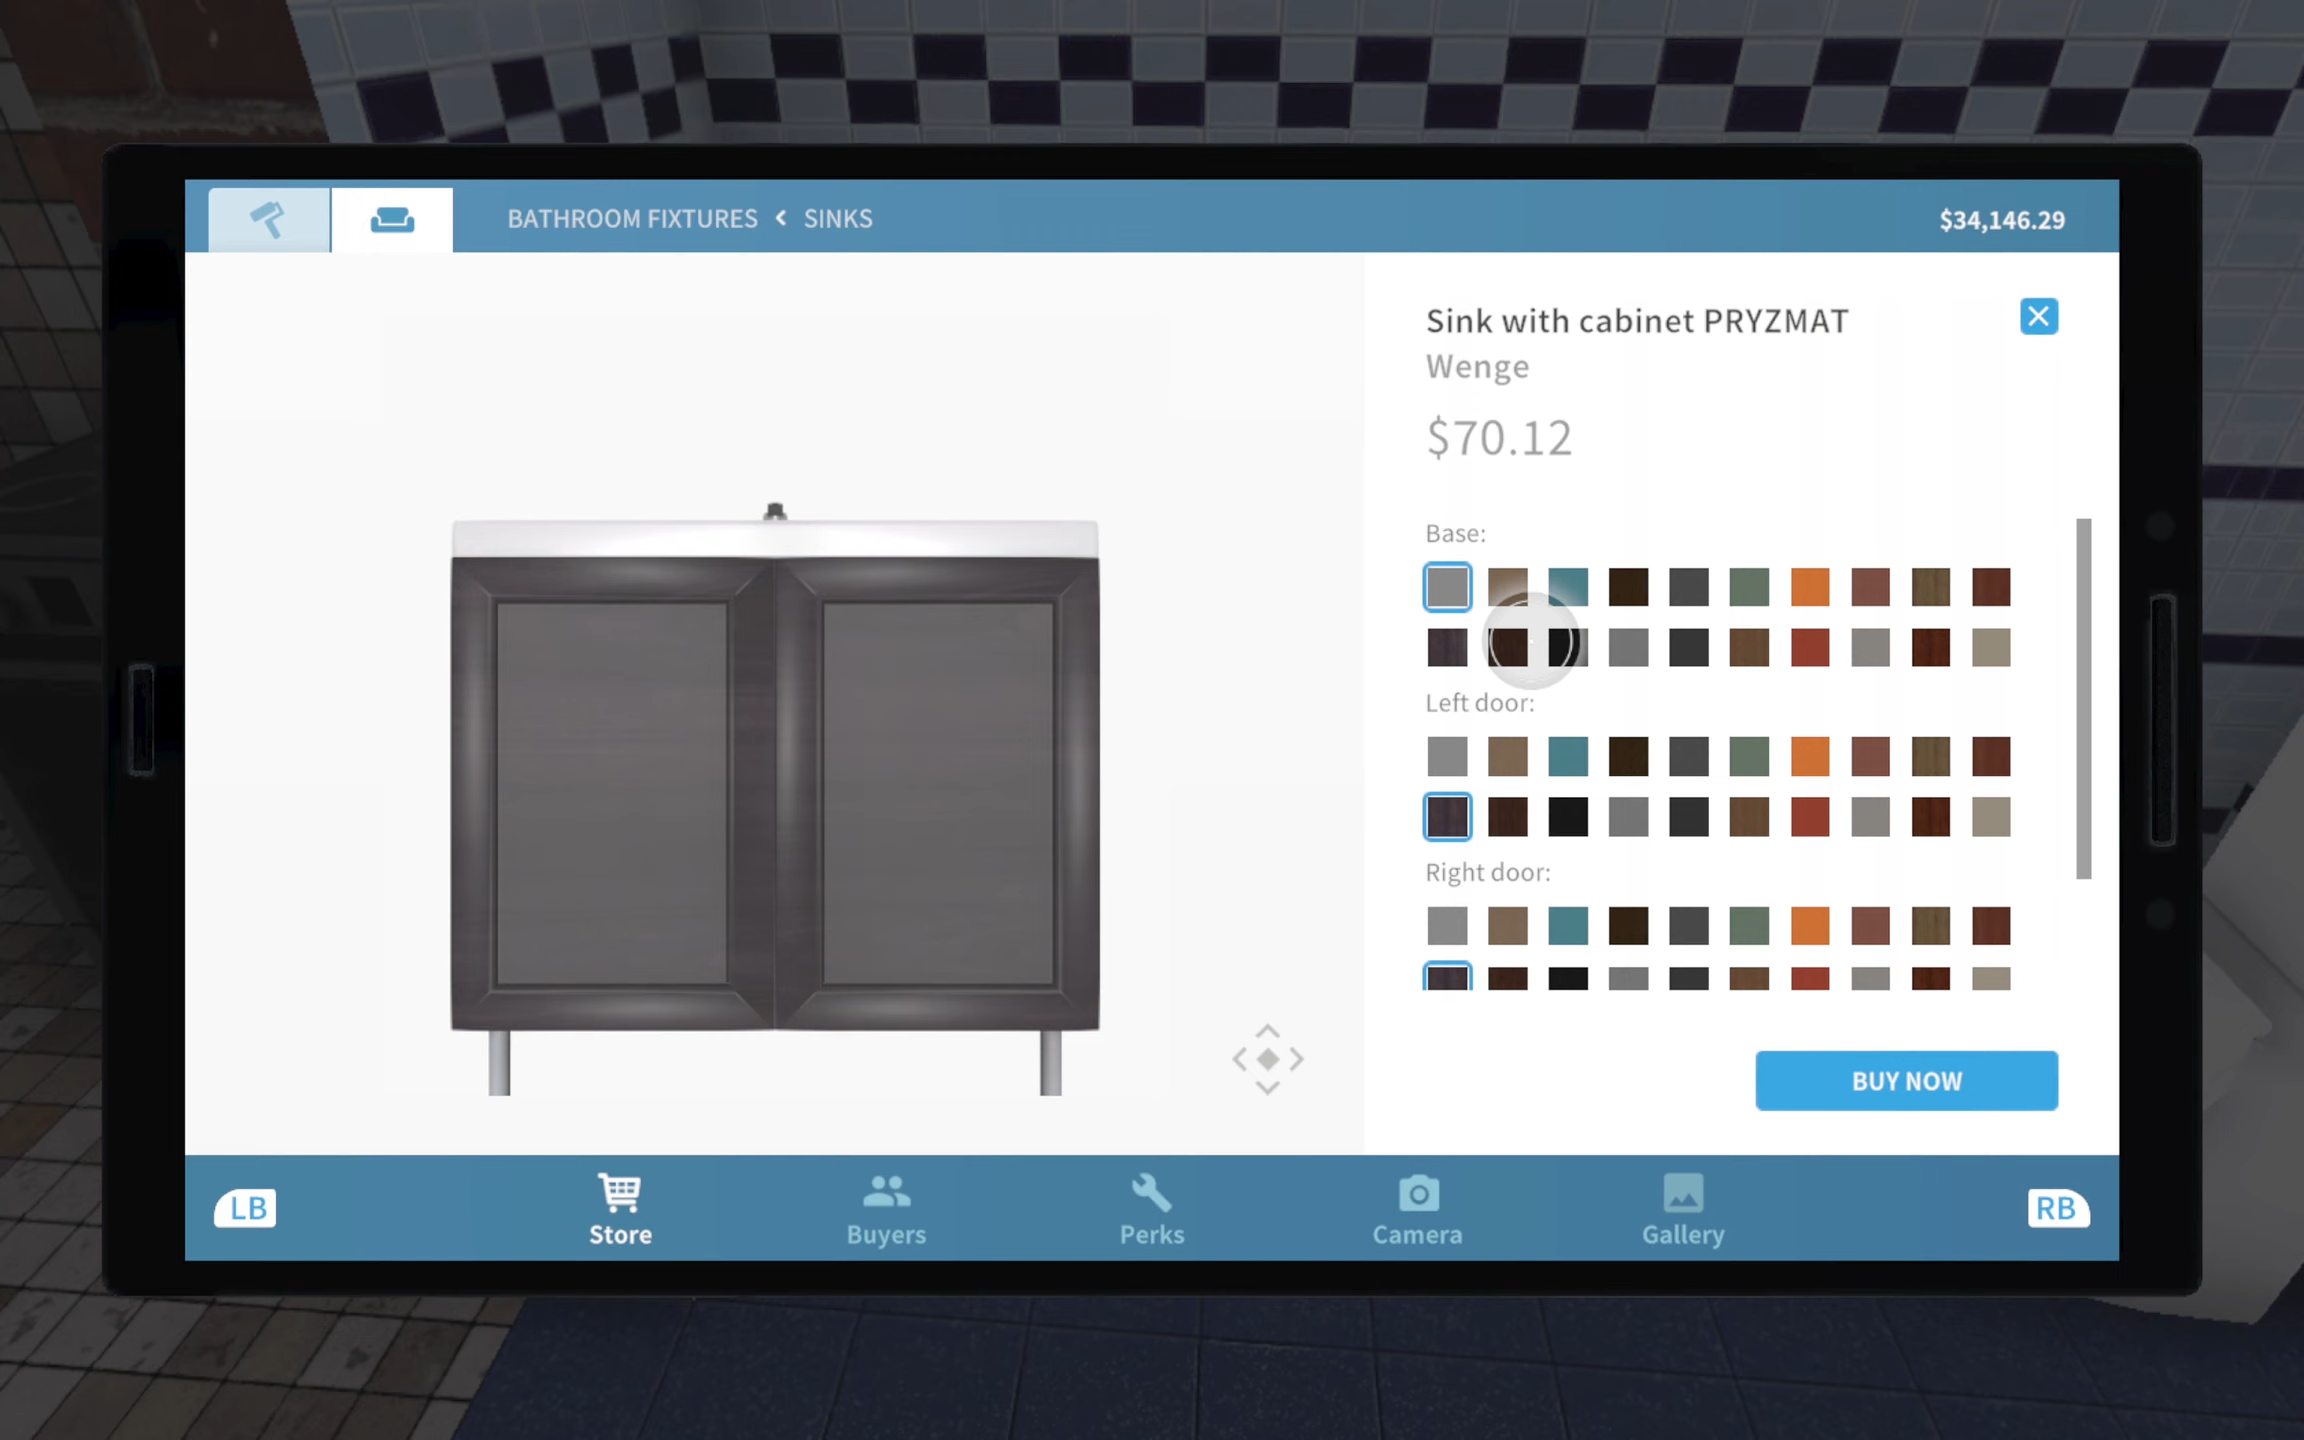 BATHROOM FIXTURES < SINKS
$34,146.29
Sink with cabinet PRYZMAT
Wenge
$70.12
Base:
Left door:
Right door:
BUY NOW
LB
Store
Buyers
Perks
Camera
Gallery
RB